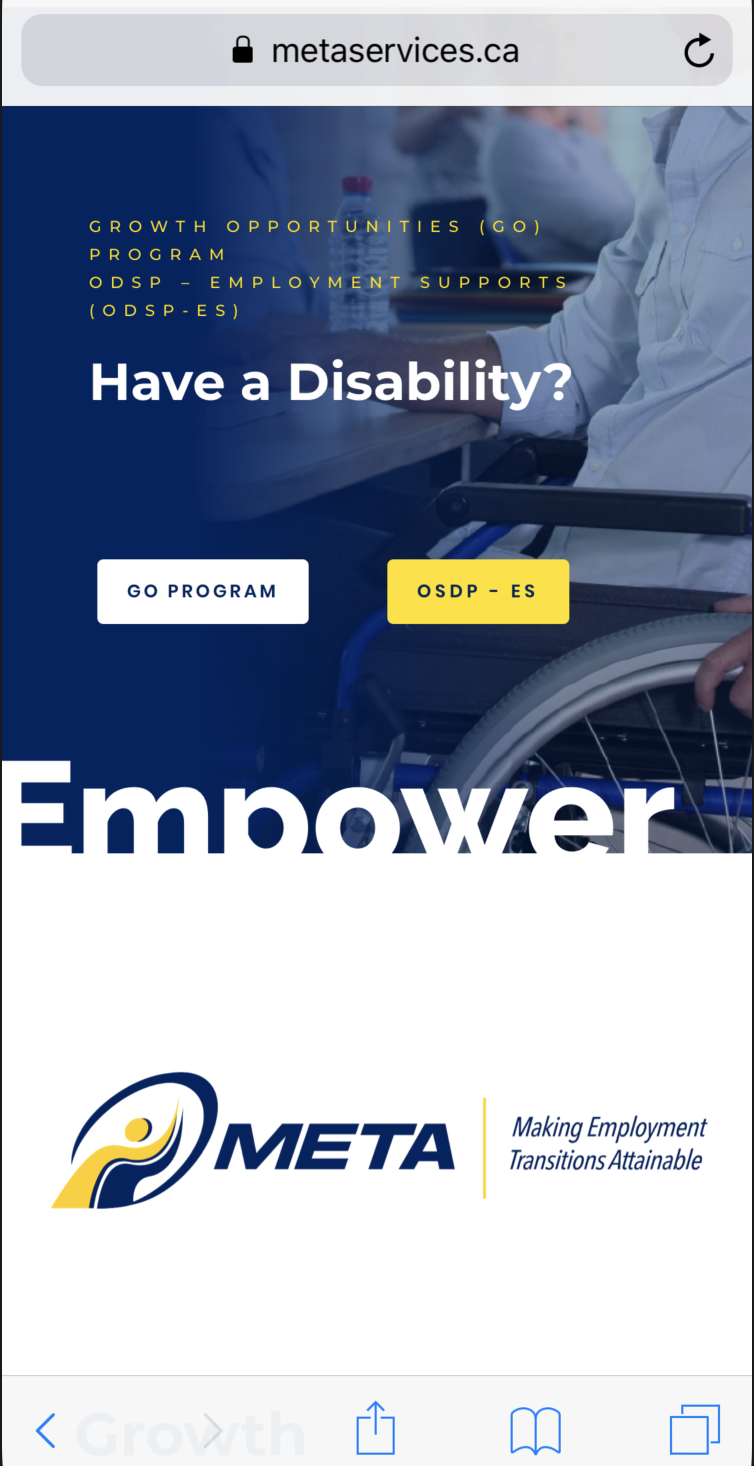 metaservices.ca
GROWTH OPPORTUNITIES (GO)
PROGRAM
ODSP – EMPLOYMENT SUPPORTS
(ODSP-ES)
Have a Disability?
GO PROGRAM
OSDP - ES
Empower
META
Making Employment
Transitions Attainable
Growth